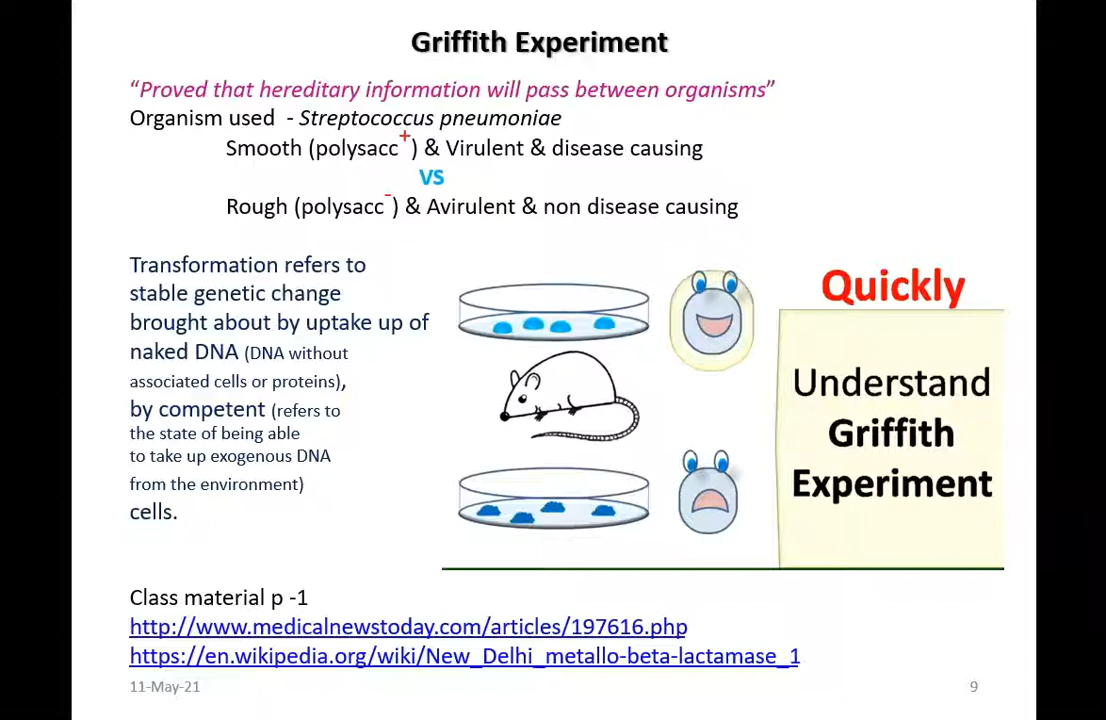 Griffith Experiment
“Proved that hereditary information will pass between organisms”
Organism used - Streptococcus pneumoniae
Smooth (polysacc+) & Virulent & disease causing
VS
Rough (polysacc-) & Avirulent & non disease causing
Transformation refers to
stable genetic change
brought about by uptake up of
naked DNA (DNA without
associated cells or proteins),
by competent (refers to
the state of being able
to take up exogenous DNA
from the environment)
cells.
Quickly
Understand
Griffith
Experiment
Class material p -1
http://www.medicalnewstoday.com/articles/197616.php
https://en.wikipedia.org/wiki/New_Delhi_metallo-beta-lactamase_1
11-May-21
9